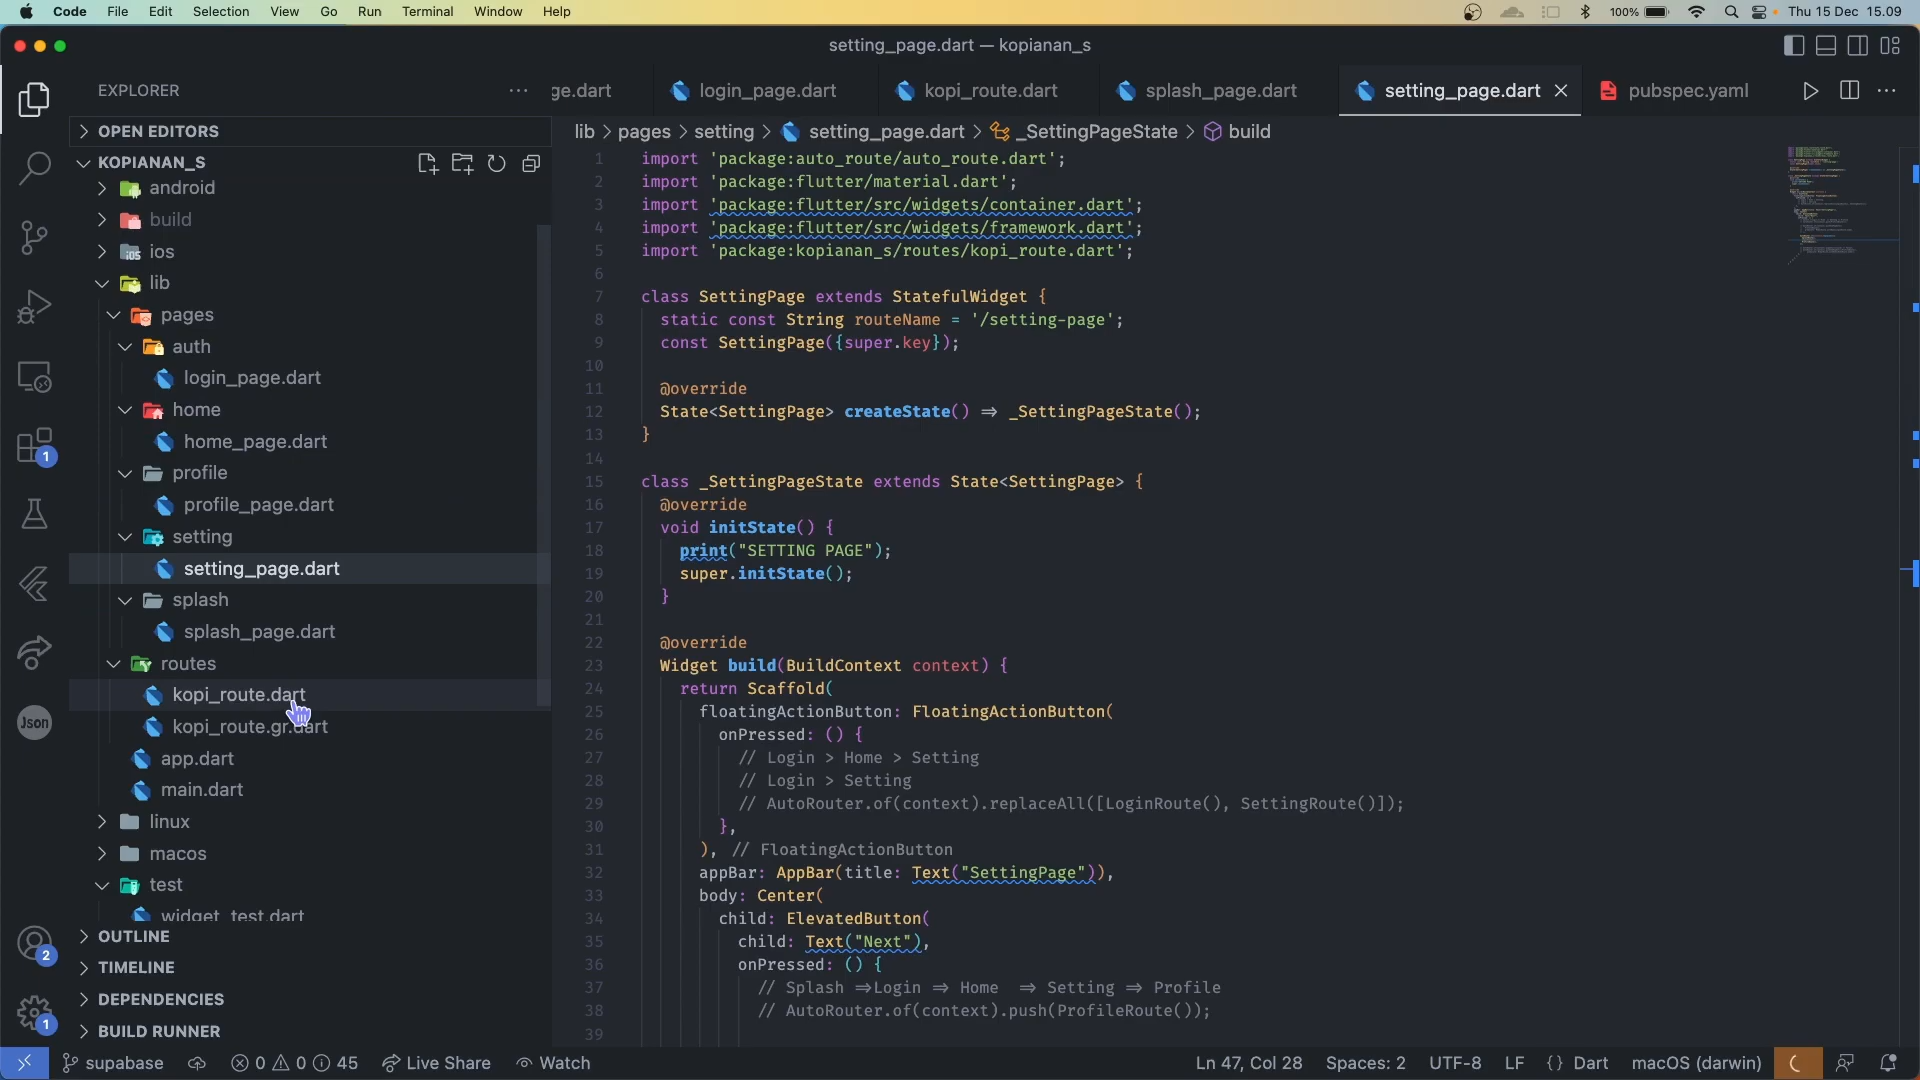 Code File Edit Selection View Go Run Terminal Window Help 100% Thu 15 Dec 15.09
setting_page.dart — kopianan_s
EXPLORER
ge.dart login_page.dart kopi_route.dart splash_page.dart setting_page.dart pubspec.yaml
OPEN EDITORS
lib > pages > setting > setting_page.dart > _SettingPageState > build
KOPIANAN_S
android
build
ios
lib
pages
auth
login_page.dart
home
home_page.dart
profile
profile_page.dart
setting
setting_page.dart
splash
splash_page.dart
routes
kopi_route.dart
kopi_route.gr.dart
app.dart
main.dart
linux
macos
test
widget_test.dart
OUTLINE
TIMELINE
DEPENDENCIES
BUILD RUNNER
1
Json
2
1
1 import 'package:auto_route/auto_route.dart';
2 import 'package:flutter/material.dart';
3 import 'package:flutter/src/widgets/container.dart';
4 import 'package:flutter/src/widgets/framework.dart';
5 import 'package:kopianan_s/routes/kopi_route.dart';
6
7 class SettingPage extends StatefulWidget {
8 static const String routeName = '/setting-page';
9 const SettingPage({super.key});
10
11 @override
12 State<SettingPage> createState() => _SettingPageState();
13 }
14
15 class _SettingPageState extends State<SettingPage> {
16 @override
17 void initState() {
18 print("SETTING PAGE");
19 super.initState();
20 }
21
22 @override
23 Widget build(BuildContext context) {
24 return Scaffold(
25 floatingActionButton: FloatingActionButton(
26 onPressed: () {
27 // Login > Home > Setting
28 // Login > Setting
29 // AutoRouter.of(context).replaceAll([LoginRoute(), SettingRoute()]);
30 },
31 ), // FloatingActionButton
32 appBar: AppBar(title: Text("SettingPage")),
33 body: Center(
34 child: ElevatedButton(
35 child: Text("Next"),
36 onPressed: () {
37 // Splash =>Login => Home => Setting => Profile
38 // AutoRouter.of(context).push(ProfileRoute());
39
supabase 0 0 45 Live Share Watch Ln 47, Col 28 Spaces: 2 UTF-8 LF {} Dart macOS (darwin)